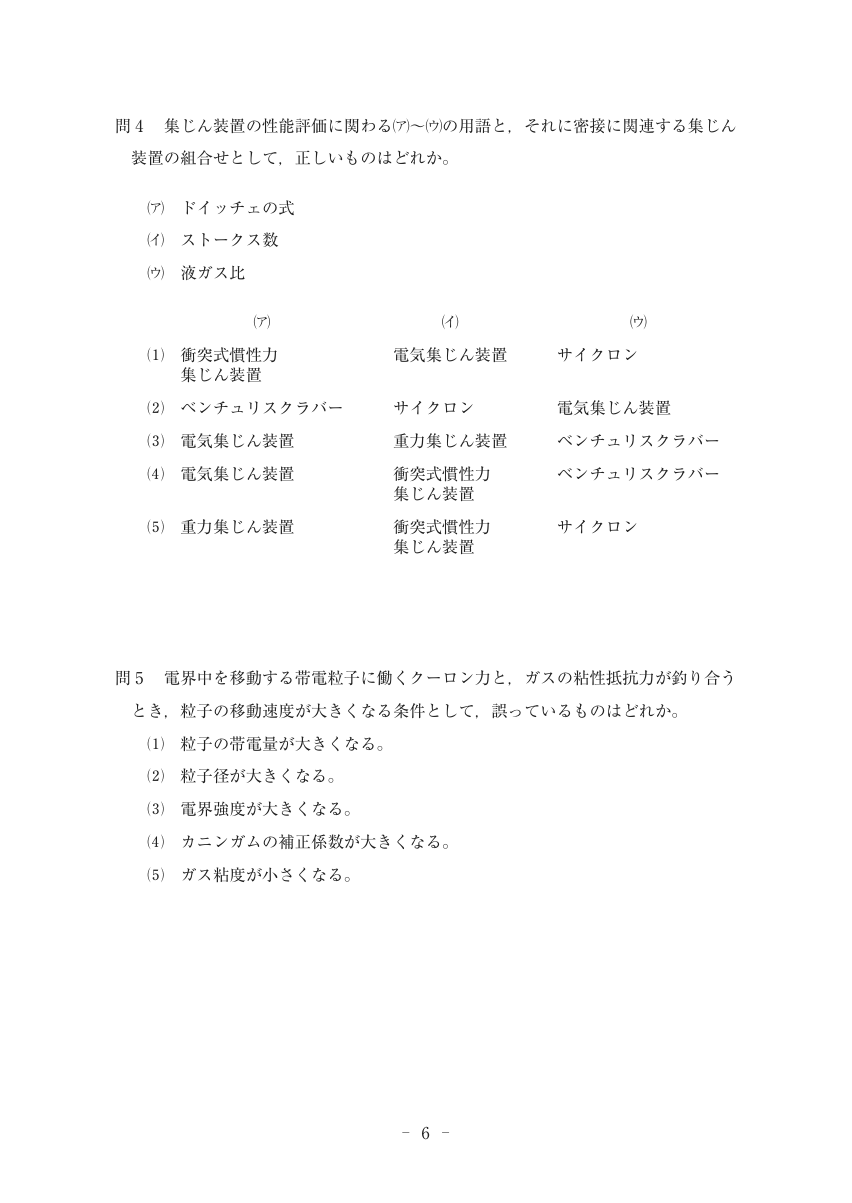 問4　集じん装置の性能評価に関わる㋐～㋒の用語と，それに密接に関連する集じん
装置の組合せとして，正しいものはどれか。
(ア)　ドイッチェの式
(イ)　ストークス数
(ウ)　液ガス比
(ア)　(イ)　(ウ)
(1)　衝突式慣性力　電気集じん装置　サイクロン
集じん装置
(2)　ベンチュリスクラバー　サイクロン　電気集じん装置
(3)　電気集じん装置　重力集じん装置　ベンチュリスクラバー
(4)　電気集じん装置　衝突式慣性力　ベンチュリスクラバー
集じん装置
(5)　重力集じん装置　衝突式慣性力　サイクロン
集じん装置
問5　電界中を移動する帯電粒子に働くクーロン力と，ガスの粘性抵抗力が釣り合う
とき，粒子の移動速度が大きくなる条件として，誤っているものはどれか。
(1)　粒子の帯電量が大きくなる。
(2)　粒子径が大きくなる。
(3)　電界強度が大きくなる。
(4)　カニンガムの補正係数が大きくなる。
(5)　ガス粘度が小さくなる。
－ 6 －